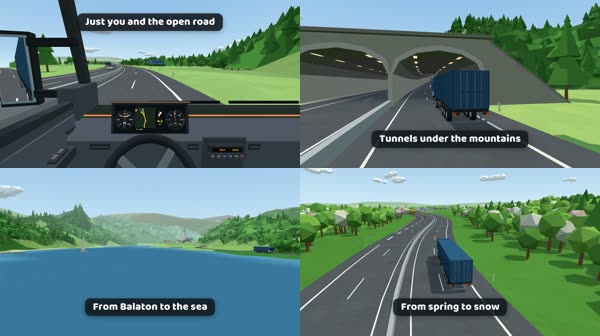 Just you and the open road
Tunnels under the mountains
From Balaton to the sea
From spring to snow